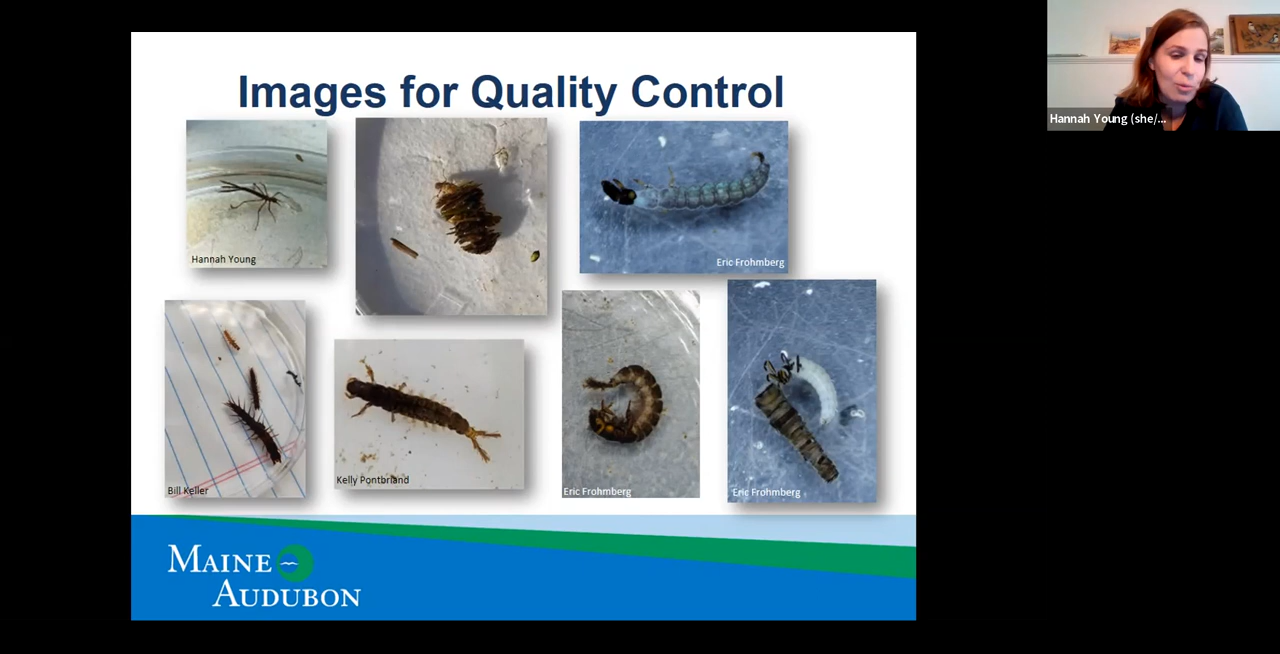 Images for Quality Control
Hannah Young (she/...
Hannah Young
Eric Frohmberg
Bill Keller
Kelly Pontbriand
Eric Frohmberg
Eric Frohmberg
MAINE
AUDUBON